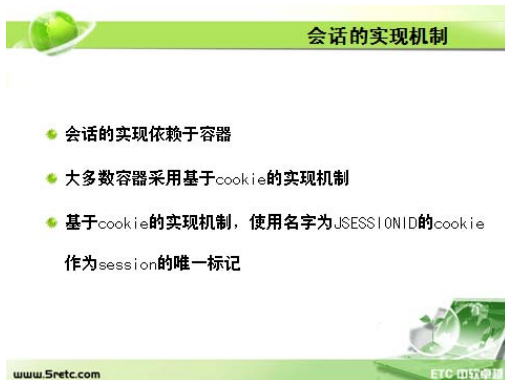 会话的实现机制
会话的实现依赖于容器
大多数容器采用基于cookie的实现机制
基于cookie的实现机制，使用名字为JSESSIONID的cookie
作为session的唯一标记
www.5retc.com
ETC 中软卓越